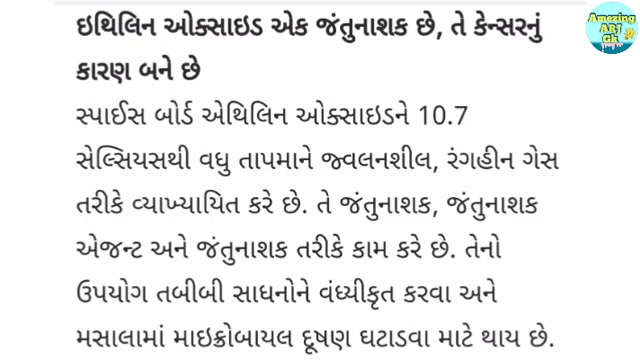 ઇથિલિન ઓક્સાઇડ એક જંતુનાશક છે, તે કેન્સરનું
કારણ બને છે
સ્પાઈસ બોર્ડ એથિલિન ઓક્સાઇડને 10.7
સેલ્સિયસથી વધુ તાપમાને જ્વલનશીલ, રંગહીન ગેસ
તરીકે વ્યાખ્યાયિત કરે છે. તે જંતુનાશક, જંતુનાશક
એજન્ટ અને જંતુનાશક તરીકે કામ કરે છે. તેનો
ઉપયોગ તબીબી સાધનોને વંધ્યીકૃત કરવા અને
મસાલામાં માઇક્રોબાયલ દૂષણ ઘટાડવા માટે થાય છે.
Amezing
ARJ
Gk